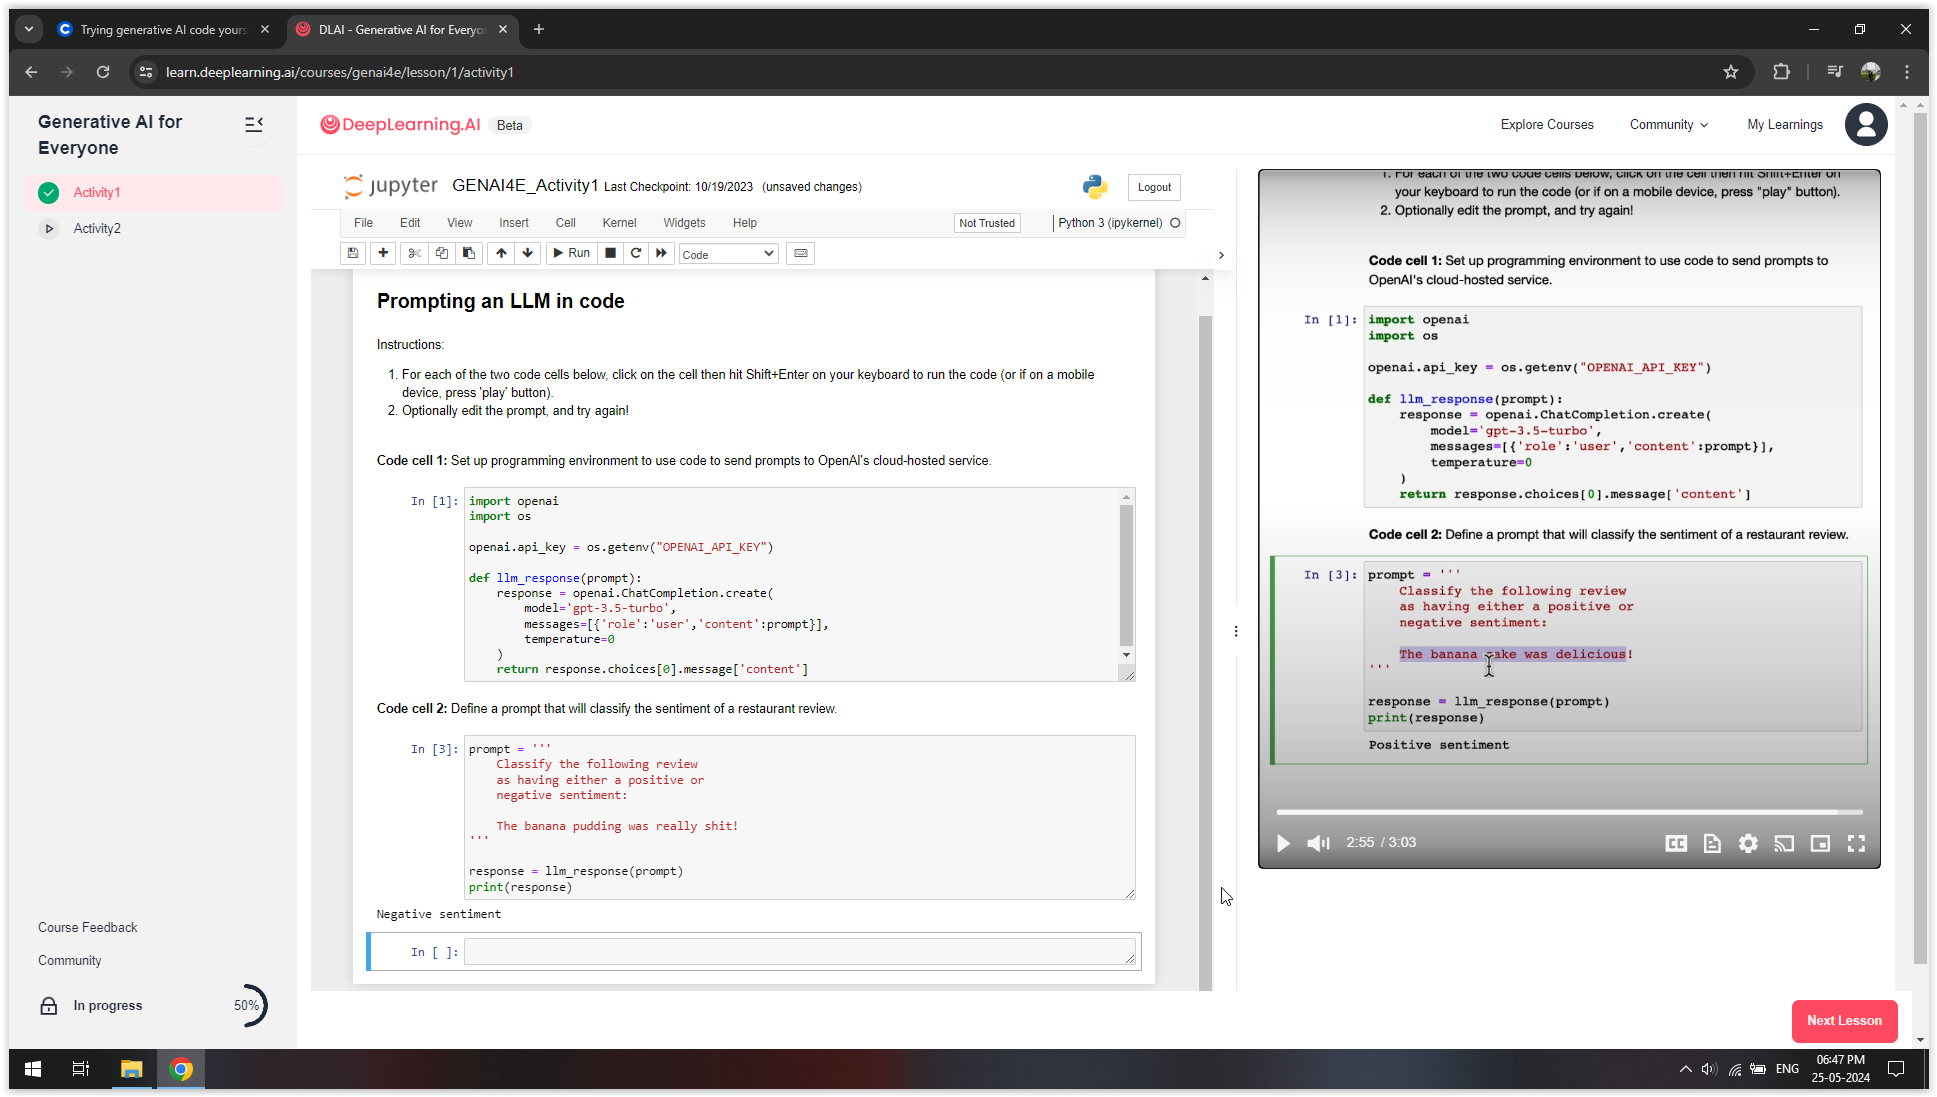 Trying generative AI code yours
DLAI - Generative AI for Everyo
learn.deeplearning.ai/courses/genai4e/lesson/1/activity1
Generative AI for
Everyone
Activity1
Activity2
Course Feedback
Community
In progress
50%
DeepLearning.AI
Beta
Explore Courses
Community
My Learnings
jupyter
GENAI4E_Activity1 Last Checkpoint: 10/19/2023 (unsaved changes)
Logout
File Edit View Insert Cell Kernel Widgets Help
Not Trusted
Python 3 (ipykernel)
Run
Code
Prompting an LLM in code
Instructions:
1. For each of the two code cells below, click on the cell then hit Shift+Enter on your keyboard to run the code (or if on a mobile
device, press 'play' button).
2. Optionally edit the prompt, and try again!
Code cell 1: Set up programming environment to use code to send prompts to OpenAI's cloud-hosted service.
In [1]: import openai
import os
openai.api_key = os.getenv("OPENAI_API_KEY")
def llm_response(prompt):
response = openai.ChatCompletion.create(
model='gpt-3.5-turbo',
messages=[{'role':'user','content':prompt}],
temperature=0
)
return response.choices[0].message['content']
Code cell 2: Define a prompt that will classify the sentiment of a restaurant review.
In [3]: prompt = '''
Classify the following review
as having either a positive or
negative sentiment:
The banana pudding was really shit!
'''
response = llm_response(prompt)
print(response)
Negative sentiment
In [ ]:
1. For each of the two code cells below, click on the cell then hit Shift+Enter on
your keyboard to run the code (or if on a mobile device, press "play" button).
2. Optionally edit the prompt, and try again!
Code cell 1: Set up programming environment to use code to send prompts to
OpenAI's cloud-hosted service.
In [1]: import openai
import os
openai.api_key = os.getenv("OPENAI_API_KEY")
def llm_response(prompt):
response = openai.ChatCompletion.create(
model='gpt-3.5-turbo',
messages=[{'role':'user','content':prompt}],
temperature=0
)
return response.choices[0].message['content']
Code cell 2: Define a prompt that will classify the sentiment of a restaurant review.
In [3]: prompt = '''
Classify the following review
as having either a positive or
negative sentiment:
The banana cake was delicious!
'''
response = llm_response(prompt)
print(response)
Positive sentiment
2:55 / 3:03
CC
Next Lesson
ENG
06:47 PM
25-05-2024